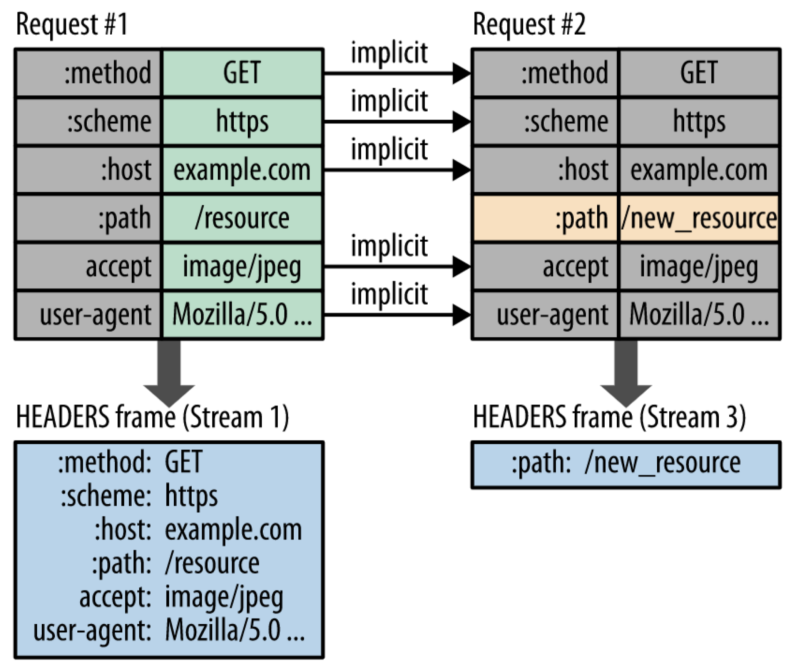 Request #1
:method GET
:scheme https
:host example.com
:path /resource
accept image/jpeg
user-agent Mozilla/5.0 ...
implicit
implicit
implicit
implicit
implicit
Request #2
:method GET
:scheme https
:host example.com
:path /new_resource
accept image/jpeg
user-agent Mozilla/5.0 ...
HEADERS frame (Stream 1)
:method: GET
:scheme: https
:host: example.com
:path: /resource
accept: image/jpeg
user-agent: Mozilla/5.0 ...
HEADERS frame (Stream 3)
:path: /new_resource